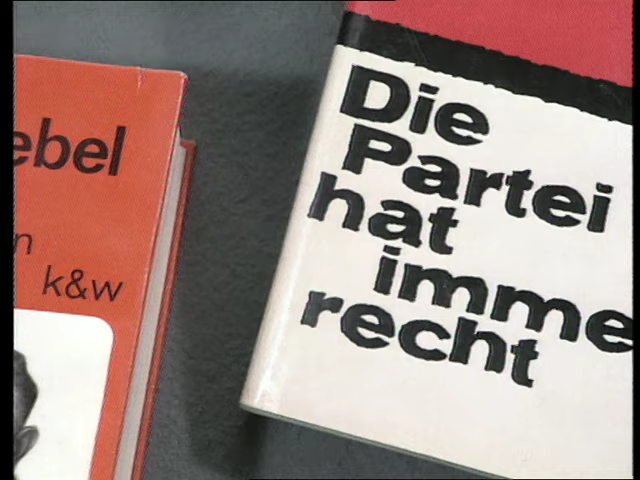 ebel
n
k&w
Die
Partei
hat
imme
recht